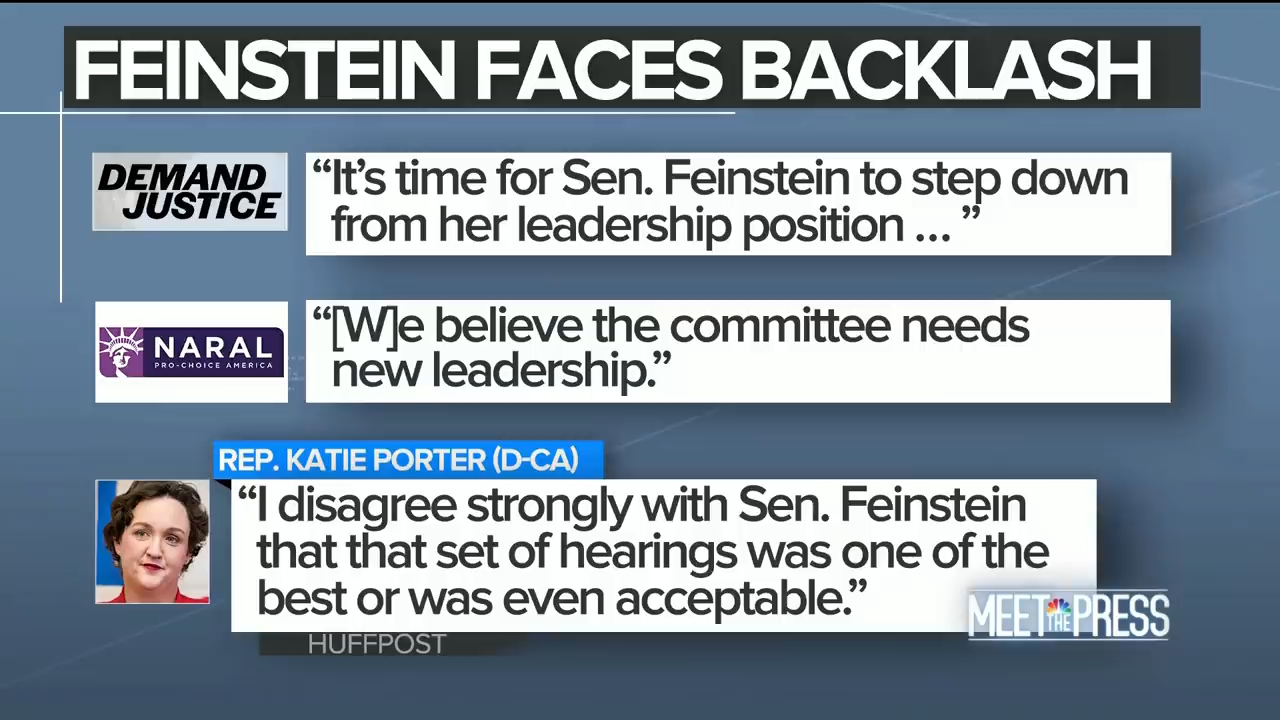 FEINSTEIN FACES BACKLASH
DEMAND
JUSTICE
“It’s time for Sen. Feinstein to step down
from her leadership position ... ”
NARAL
PRO-CHOICE AMERICA
“[W]e believe the committee needs
new leadership.”
REP. KATIE PORTER (D-CA)
“I disagree strongly with Sen. Feinstein
that that set of hearings was one of the
best or was even acceptable.”
HUFFPOST
MEET THE PRESS